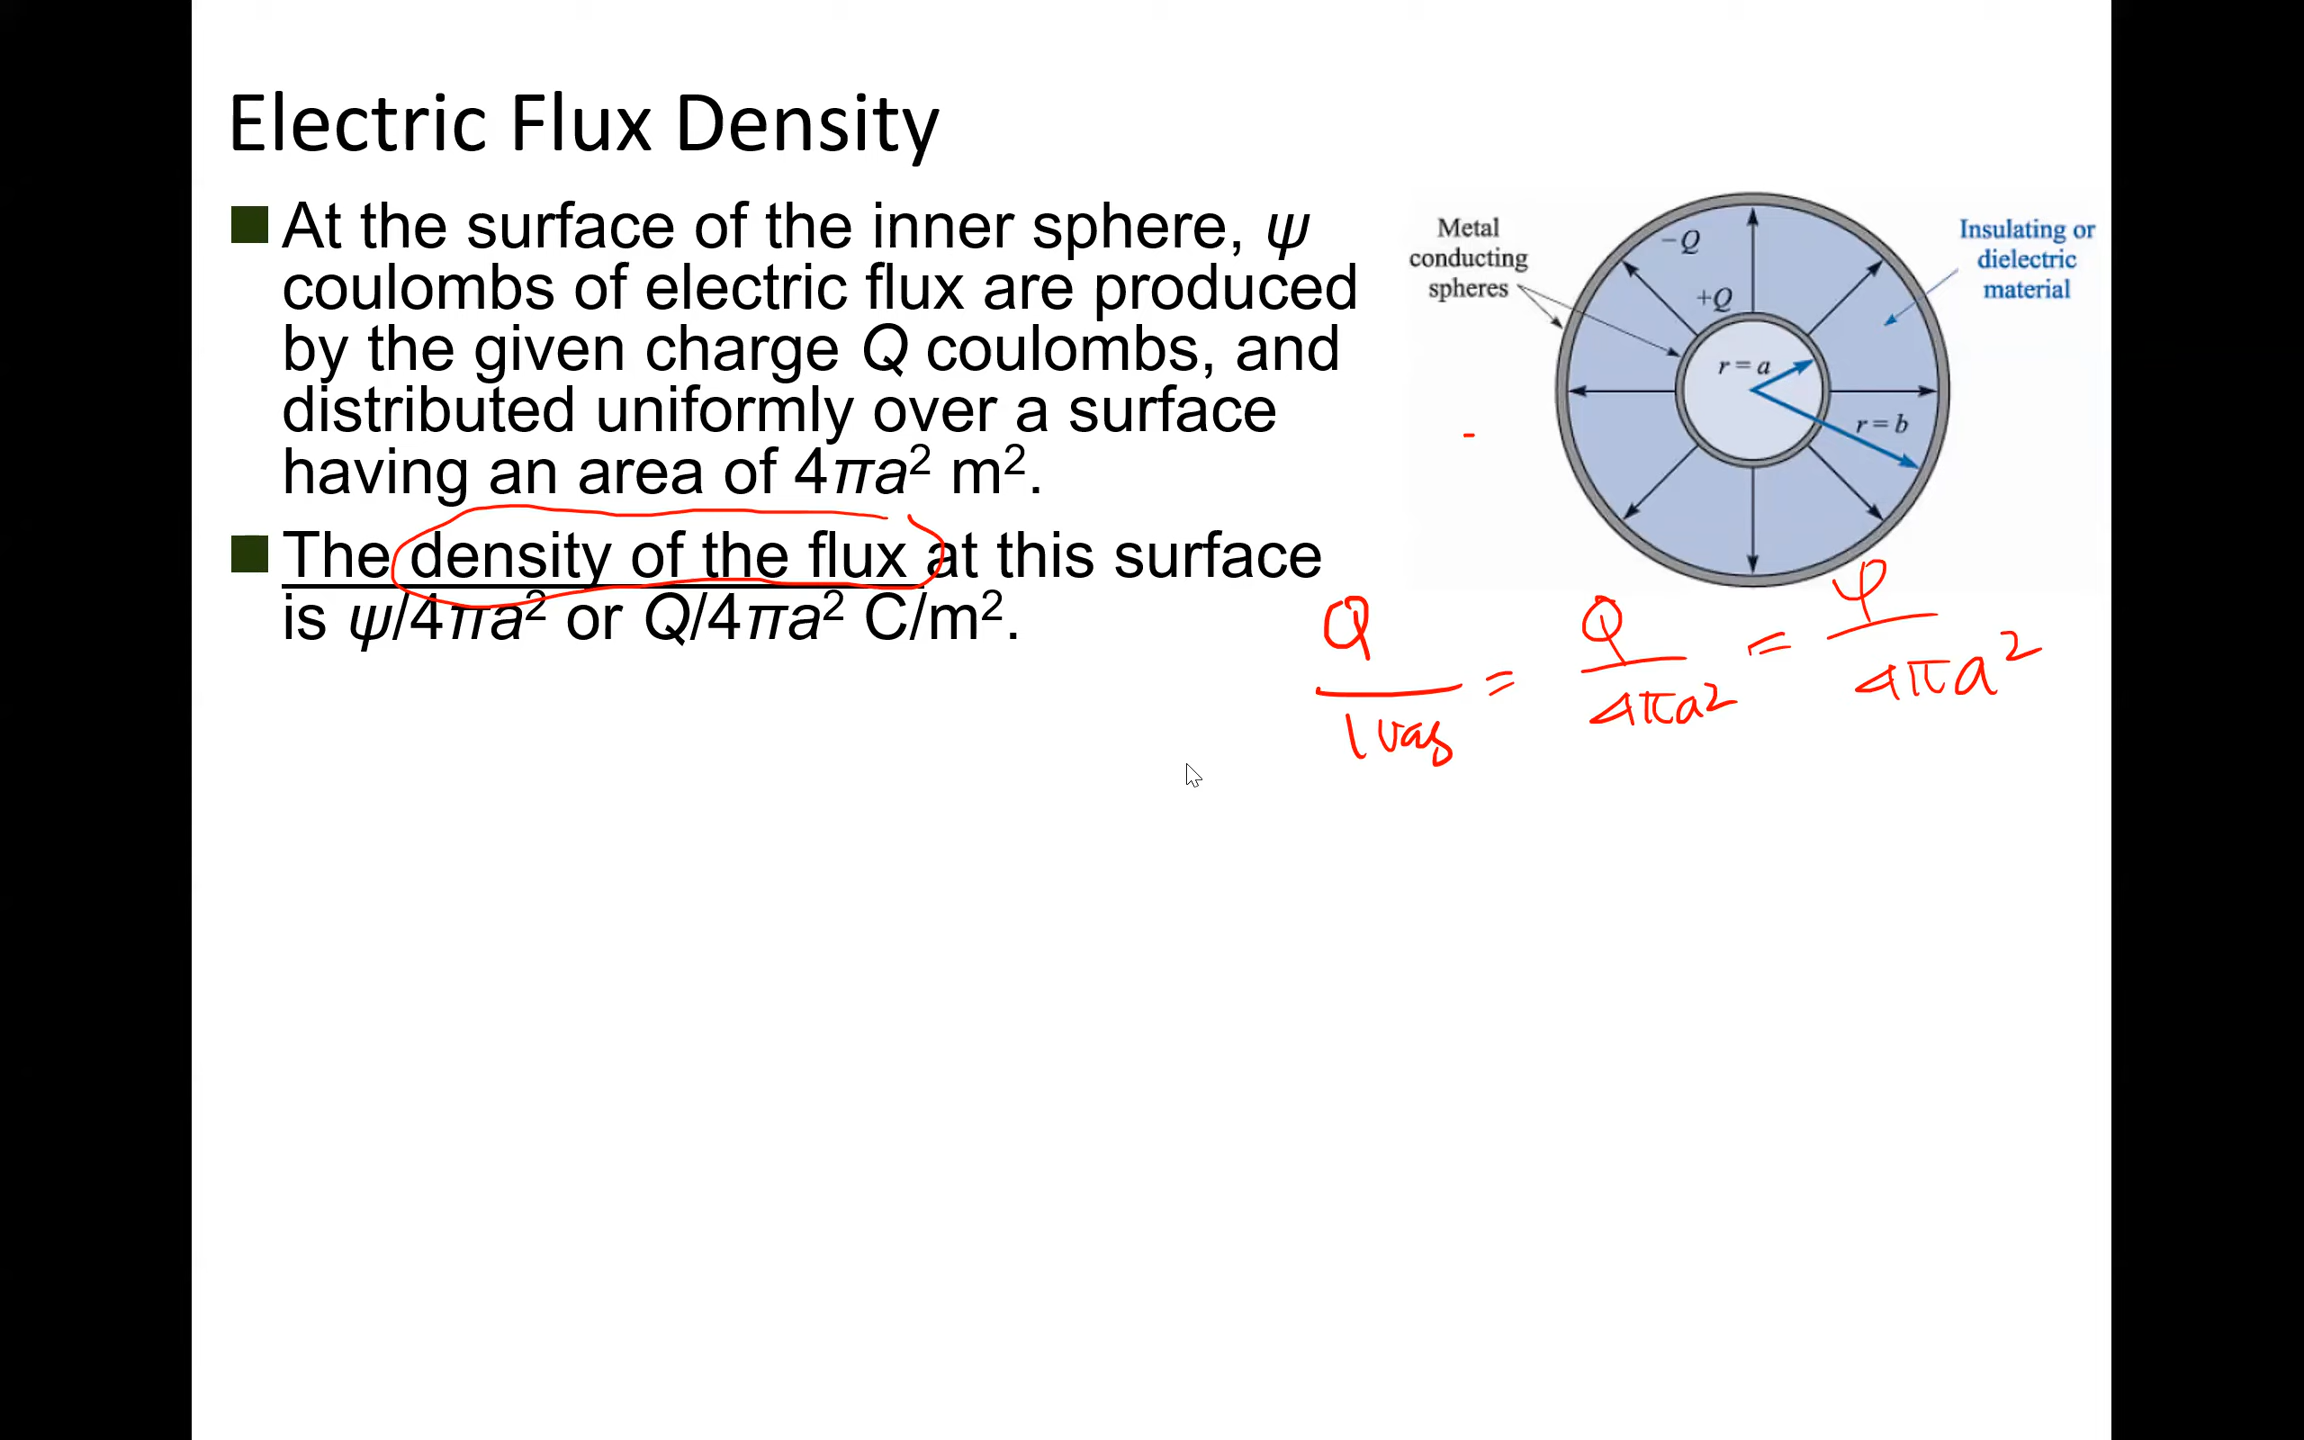 Electric Flux Density
At the surface of the inner sphere, ψ
coulombs of electric flux are produced
by the given charge Q coulombs, and
distributed uniformly over a surface
having an area of 4πa² m².
The density of the flux at this surface
is ψ/4πa² or Q/4πa² C/m².
Metal
conducting
spheres
−Q
+Q
r = a
r = b
Insulating or
dielectric
material
Q / luas = Q / 4πa² = ψ / 4πa²